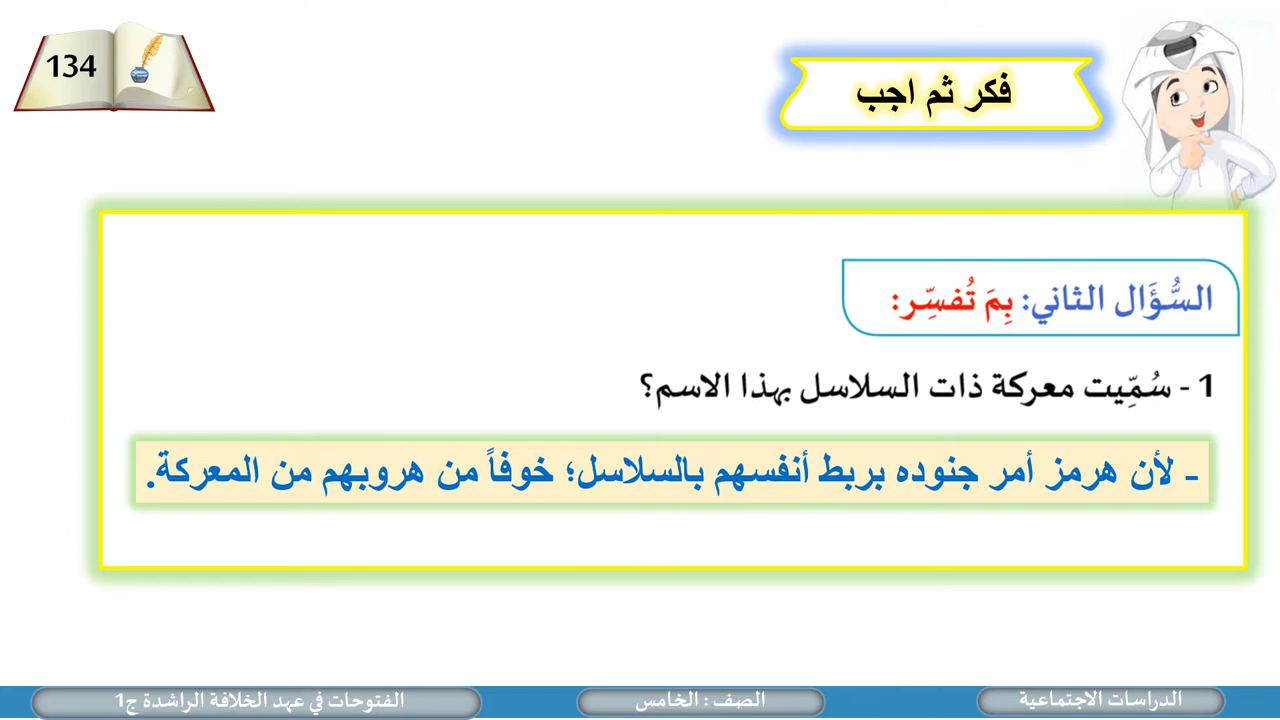 134
فكر ثم اجب
السُّؤَال الثاني: بِمَ تُفسِّر:
1 - سُمِّيت معركة ذات السلاسل بهذا الاسم؟
- لأن هرمز أمر جنوده بربط أنفسهم بالسلاسل؛ خوفاً من هروبهم من المعركة.
الدراسات الاجتماعية
الصف : الخامس
الفتوحات في عهد الخلافة الراشدة ج1